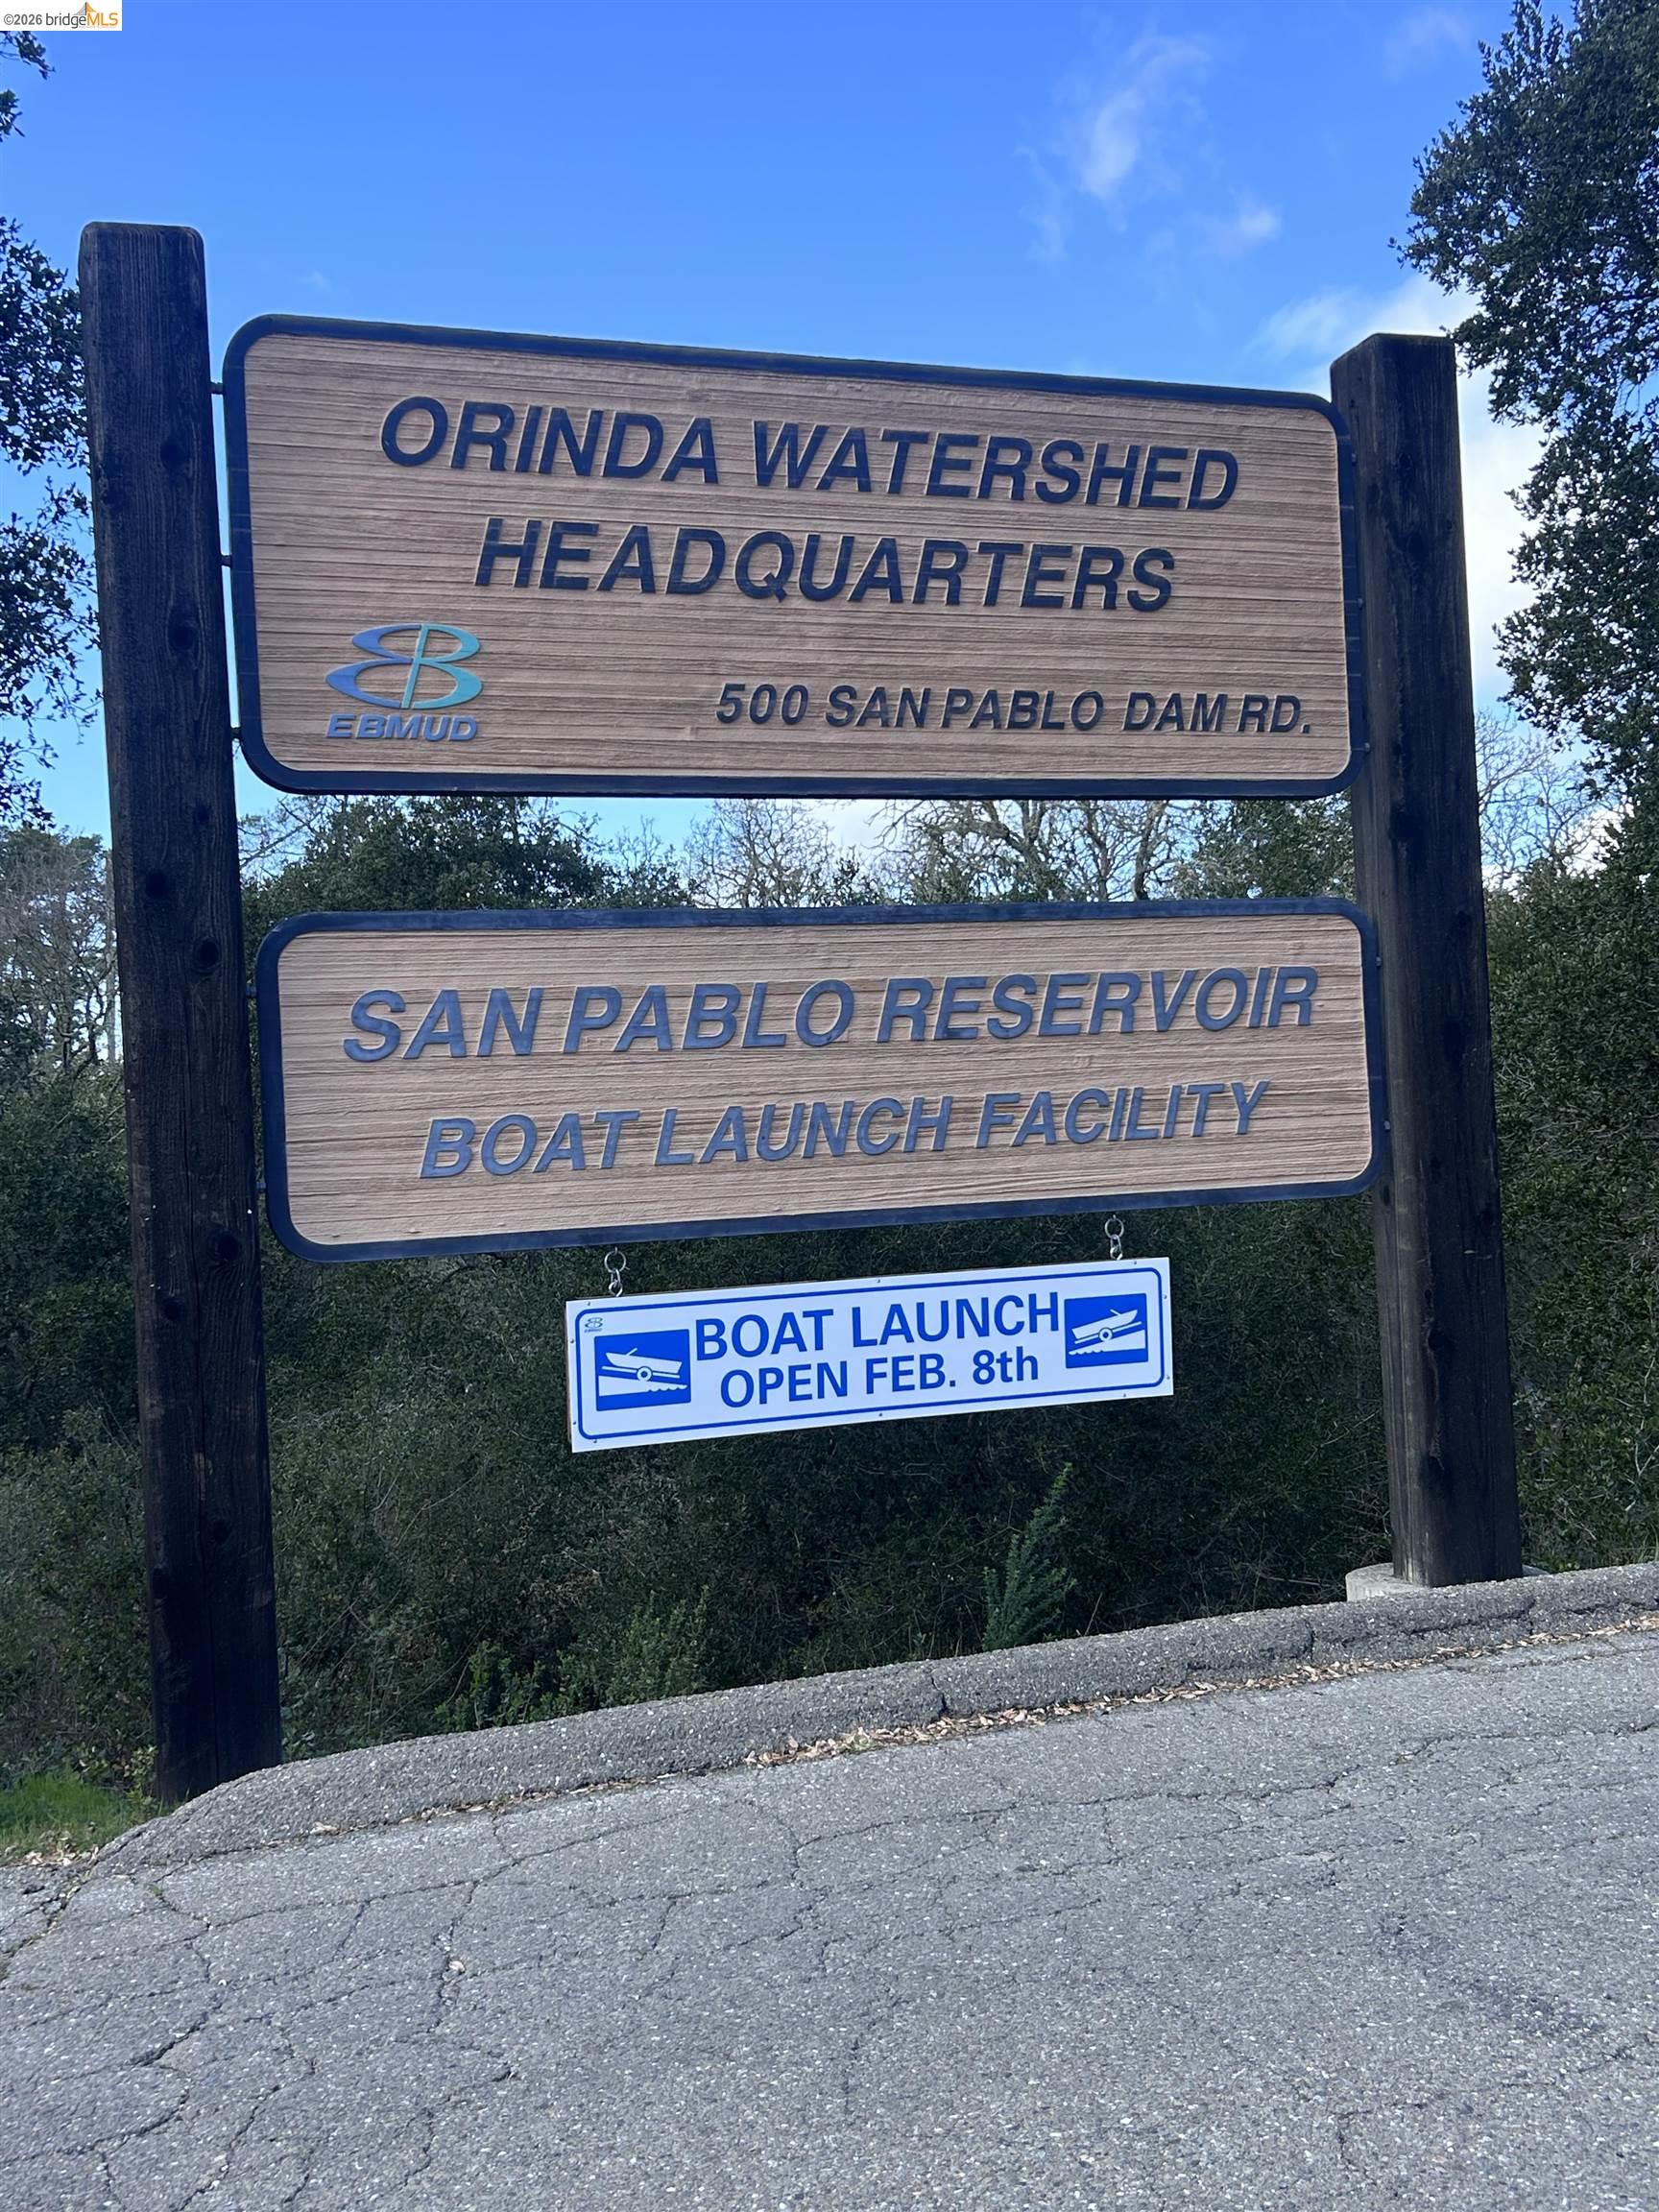 ©2026 bridgeMLS
ORINDA WATERSHED
HEADQUARTERS
EBMUD
500 SAN PABLO DAM RD.
SAN PABLO RESERVOIR
BOAT LAUNCH FACILITY
BOAT LAUNCH
OPEN FEB. 8th